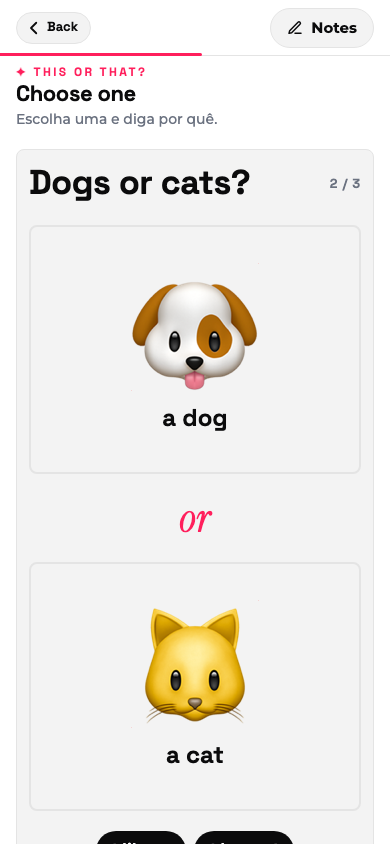 Back
Notes
✦ THIS OR THAT?
Choose one
Escolha uma e diga por quê.
Dogs or cats?
2 / 3
a dog
or
a cat